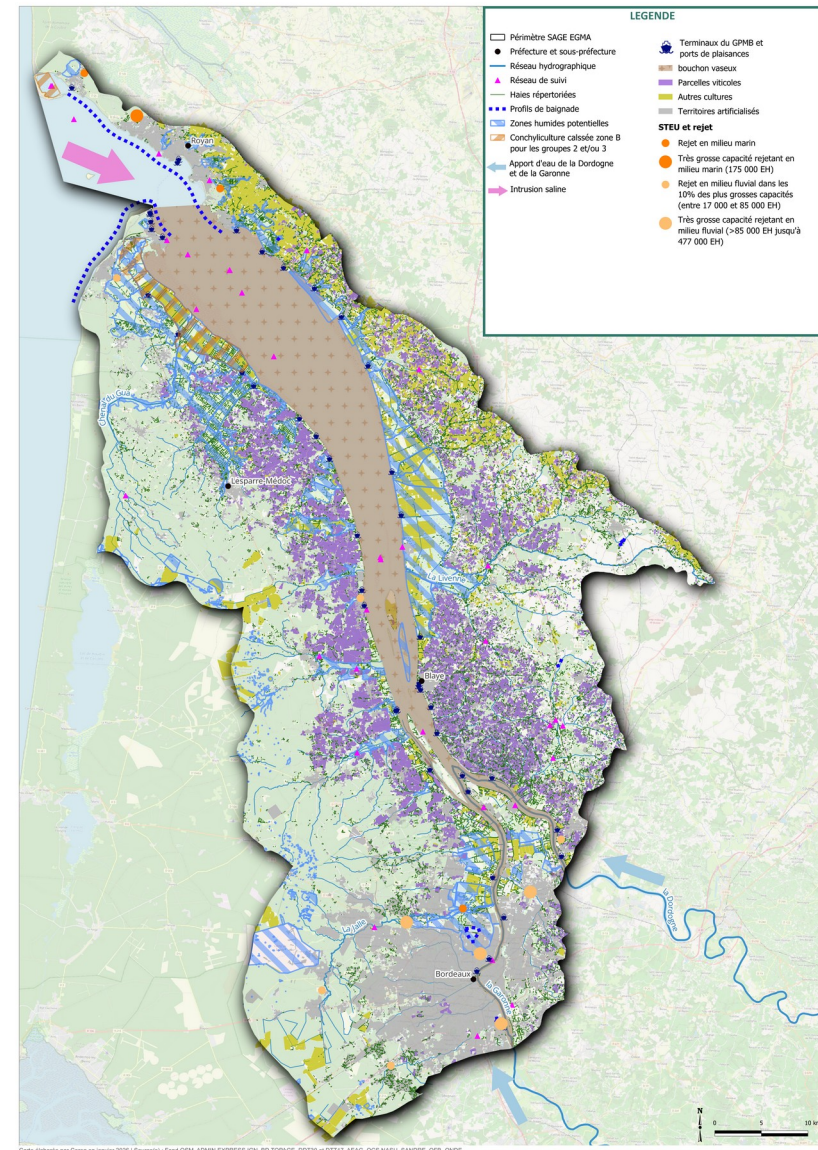 LEGENDE
Périmètre SAGE EGMA
Préfecture et sous-préfecture
Réseau hydrographique
Réseau de suivi
Haies répertoriées
Profils de baignade
Zones humides potentielles
Conchyliculture calssée zone B
pour les groupes 2 et/ou 3
Apport d'eau de la Dordogne
et de la Garonne
Intrusion saline
Terminaux du GPMB et
ports de plaisances
bouchon vaseux
Parcelles viticoles
Autres cultures
Territoires artificialisés
STEU et rejet
Rejet en milieu marin
Très grosse capacité rejetant en
milieu marin (175 000 EH)
Rejet en milieu fluvial dans les
10% des plus grosses capacités
(entre 17 000 et 85 000 EH)
Très grosse capacité rejetant en
milieu fluvial (>85 000 EH jusqu'à
477 000 EH)
Royan
Chenal du Gua
Lesparre-Médoc
La Livenne
Blaye
la Dordogne
La Jalle
Bordeaux
la Garonne
N
0 5 10 km